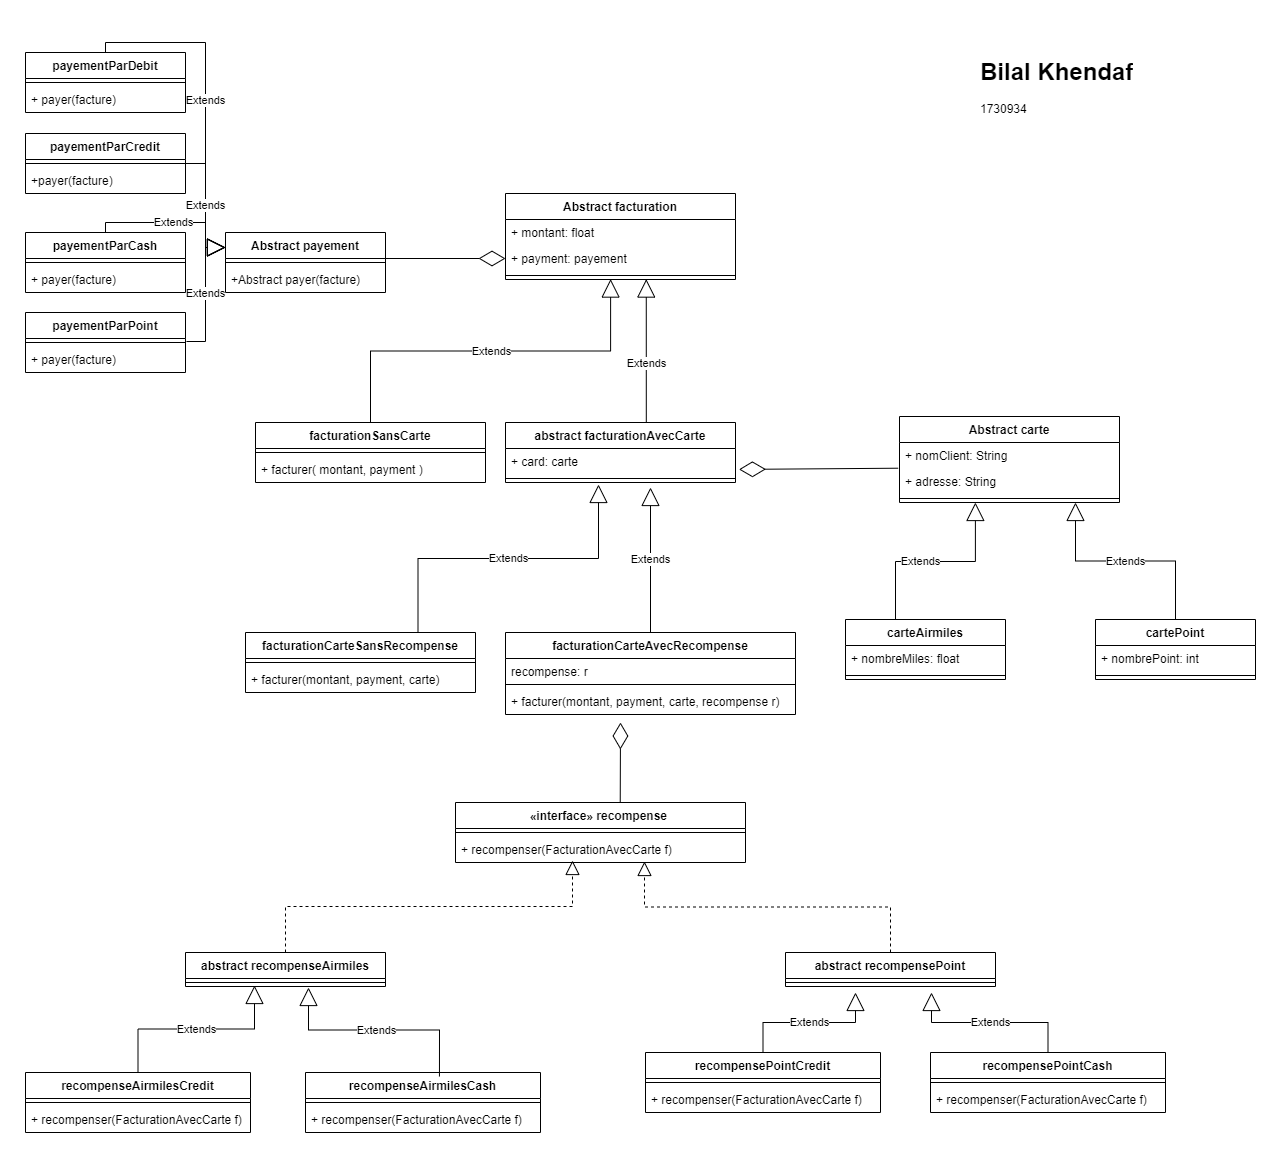 Bilal Khendaf
1730934
payementParDebit
+ payer(facture)
Extends
payementParCredit
+payer(facture)
Extends
Extends
payementParCash
+ payer(facture)
Extends
payementParPoint
+ payer(facture)
Abstract payement
+Abstract payer(facture)
Abstract facturation
+ montant: float
+ payment: payement
Extends
Extends
facturationSansCarte
+ facturer( montant, payment )
abstract facturationAvecCarte
+ card: carte
Abstract carte
+ nomClient: String
+ adresse: String
Extends
Extends
Extends
Extends
facturationCarteSansRecompense
+ facturer(montant, payment, carte)
facturationCarteAvecRecompense
recompense: r
+ facturer(montant, payment, carte, recompense r)
carteAirmiles
+ nombreMiles: float
cartePoint
+ nombrePoint: int
«interface» recompense
+ recompenser(FacturationAvecCarte f)
abstract recompenseAirmiles
abstract recompensePoint
Extends
Extends
Extends
Extends
recompenseAirmilesCredit
+ recompenser(FacturationAvecCarte f)
recompenseAirmilesCash
+ recompenser(FacturationAvecCarte f)
recompensePointCredit
+ recompenser(FacturationAvecCarte f)
recompensePointCash
+ recompenser(FacturationAvecCarte f)